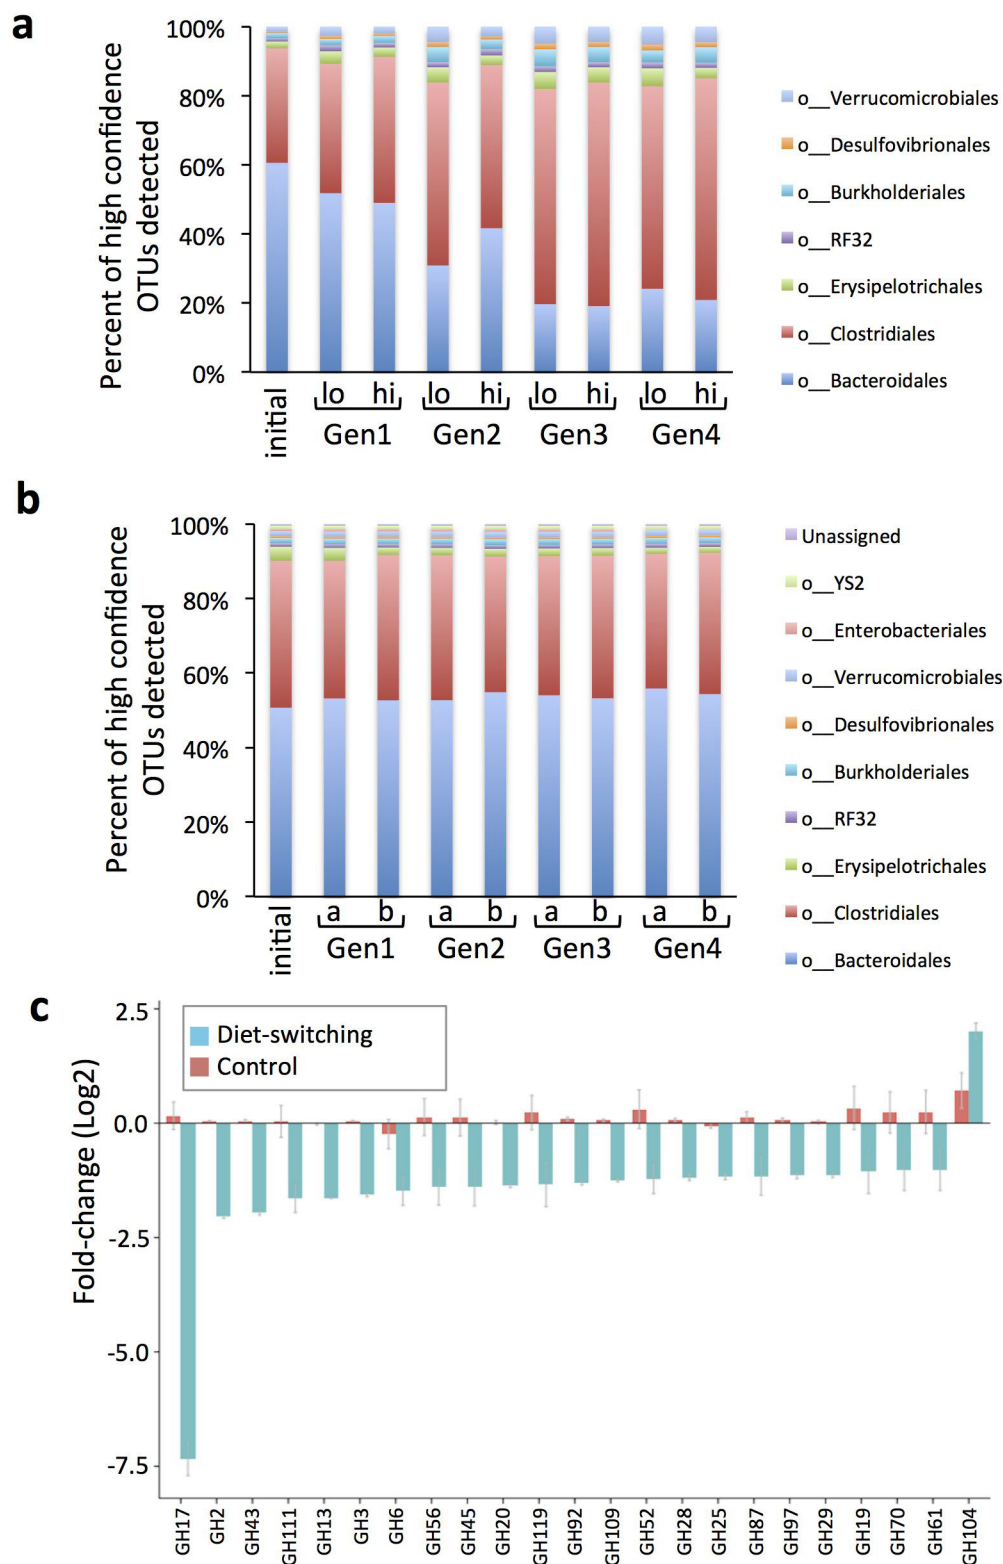 a
Percent of high confidence
OTUs detected
100%
80%
60%
40%
20%
0%
initial
lo hi lo hi lo hi lo hi
Gen1 Gen2 Gen3 Gen4
o__Verrucomicrobiales
o__Desulfovibrionales
o__Burkholderiales
o__RF32
o__Erysipelotrichales
o__Clostridiales
o__Bacteroidales
b
Percent of high confidence
OTUs detected
100%
80%
60%
40%
20%
0%
initial
a b a b a b a b
Gen1 Gen2 Gen3 Gen4
Unassigned
o__YS2
o__Enterobacteriales
o__Verrucomicrobiales
o__Desulfovibrionales
o__Burkholderiales
o__RF32
o__Erysipelotrichales
o__Clostridiales
o__Bacteroidales
c
Fold-change (Log2)
2.5
0.0
-2.5
-5.0
-7.5
Diet-switching
Control
GH17
GH2
GH43
GH111
GH13
GH3
GH6
GH56
GH45
GH20
GH119
GH92
GH109
GH52
GH28
GH25
GH87
GH97
GH29
GH19
GH70
GH61
GH104